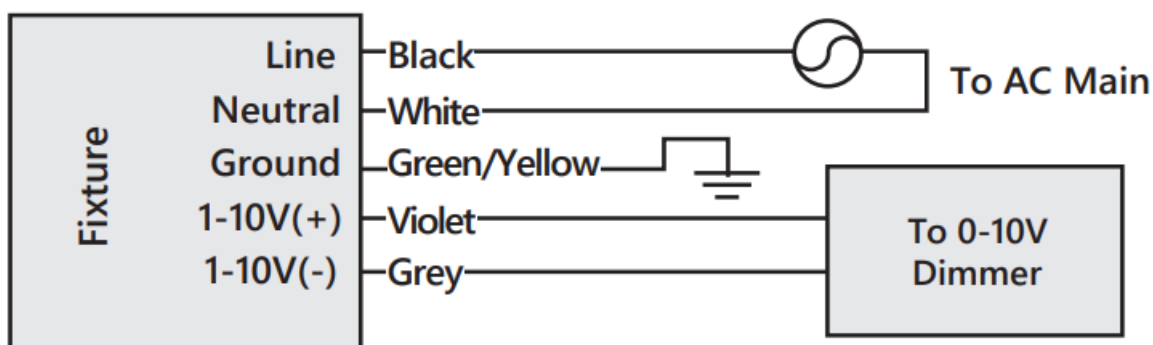 Fixture
Line Black
Neutral White
Ground Green/Yellow
1-10V(+) Violet
1-10V(-) Grey
To AC Main
To 0-10V
Dimmer